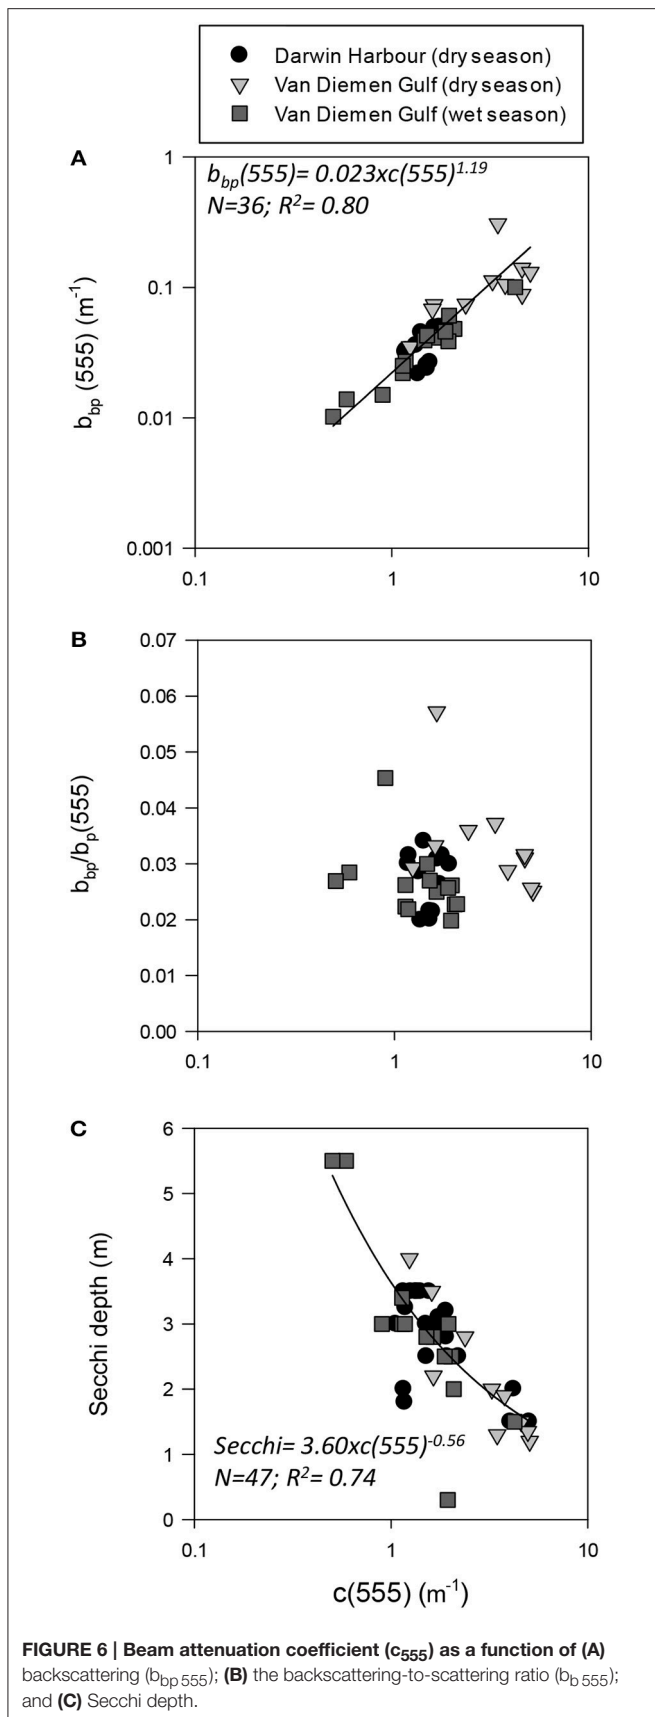 Darwin Harbour (dry season)
Van Diemen Gulf (dry season)
Van Diemen Gulf (wet season)
A
b_bp(555)= 0.023xc(555)^1.19
N=36; R²= 0.80
1
0.1
0.01
0.001
b_bp (555) (m⁻¹)
0.1
1
10
B
0.07
0.06
0.05
0.04
0.03
0.02
0.01
0.00
b_bp/b_p(555)
0.1
1
10
C
6
5
4
3
2
1
0
Secchi depth (m)
Secchi= 3.60xc(555)^-0.56
N=47; R²= 0.74
0.1
1
10
c(555) (m⁻¹)
FIGURE 6 | Beam attenuation coefficient (c₅₅₅) as a function of (A)
backscattering (b_bp 555); (B) the backscattering-to-scattering ratio (b_b 555);
and (C) Secchi depth.